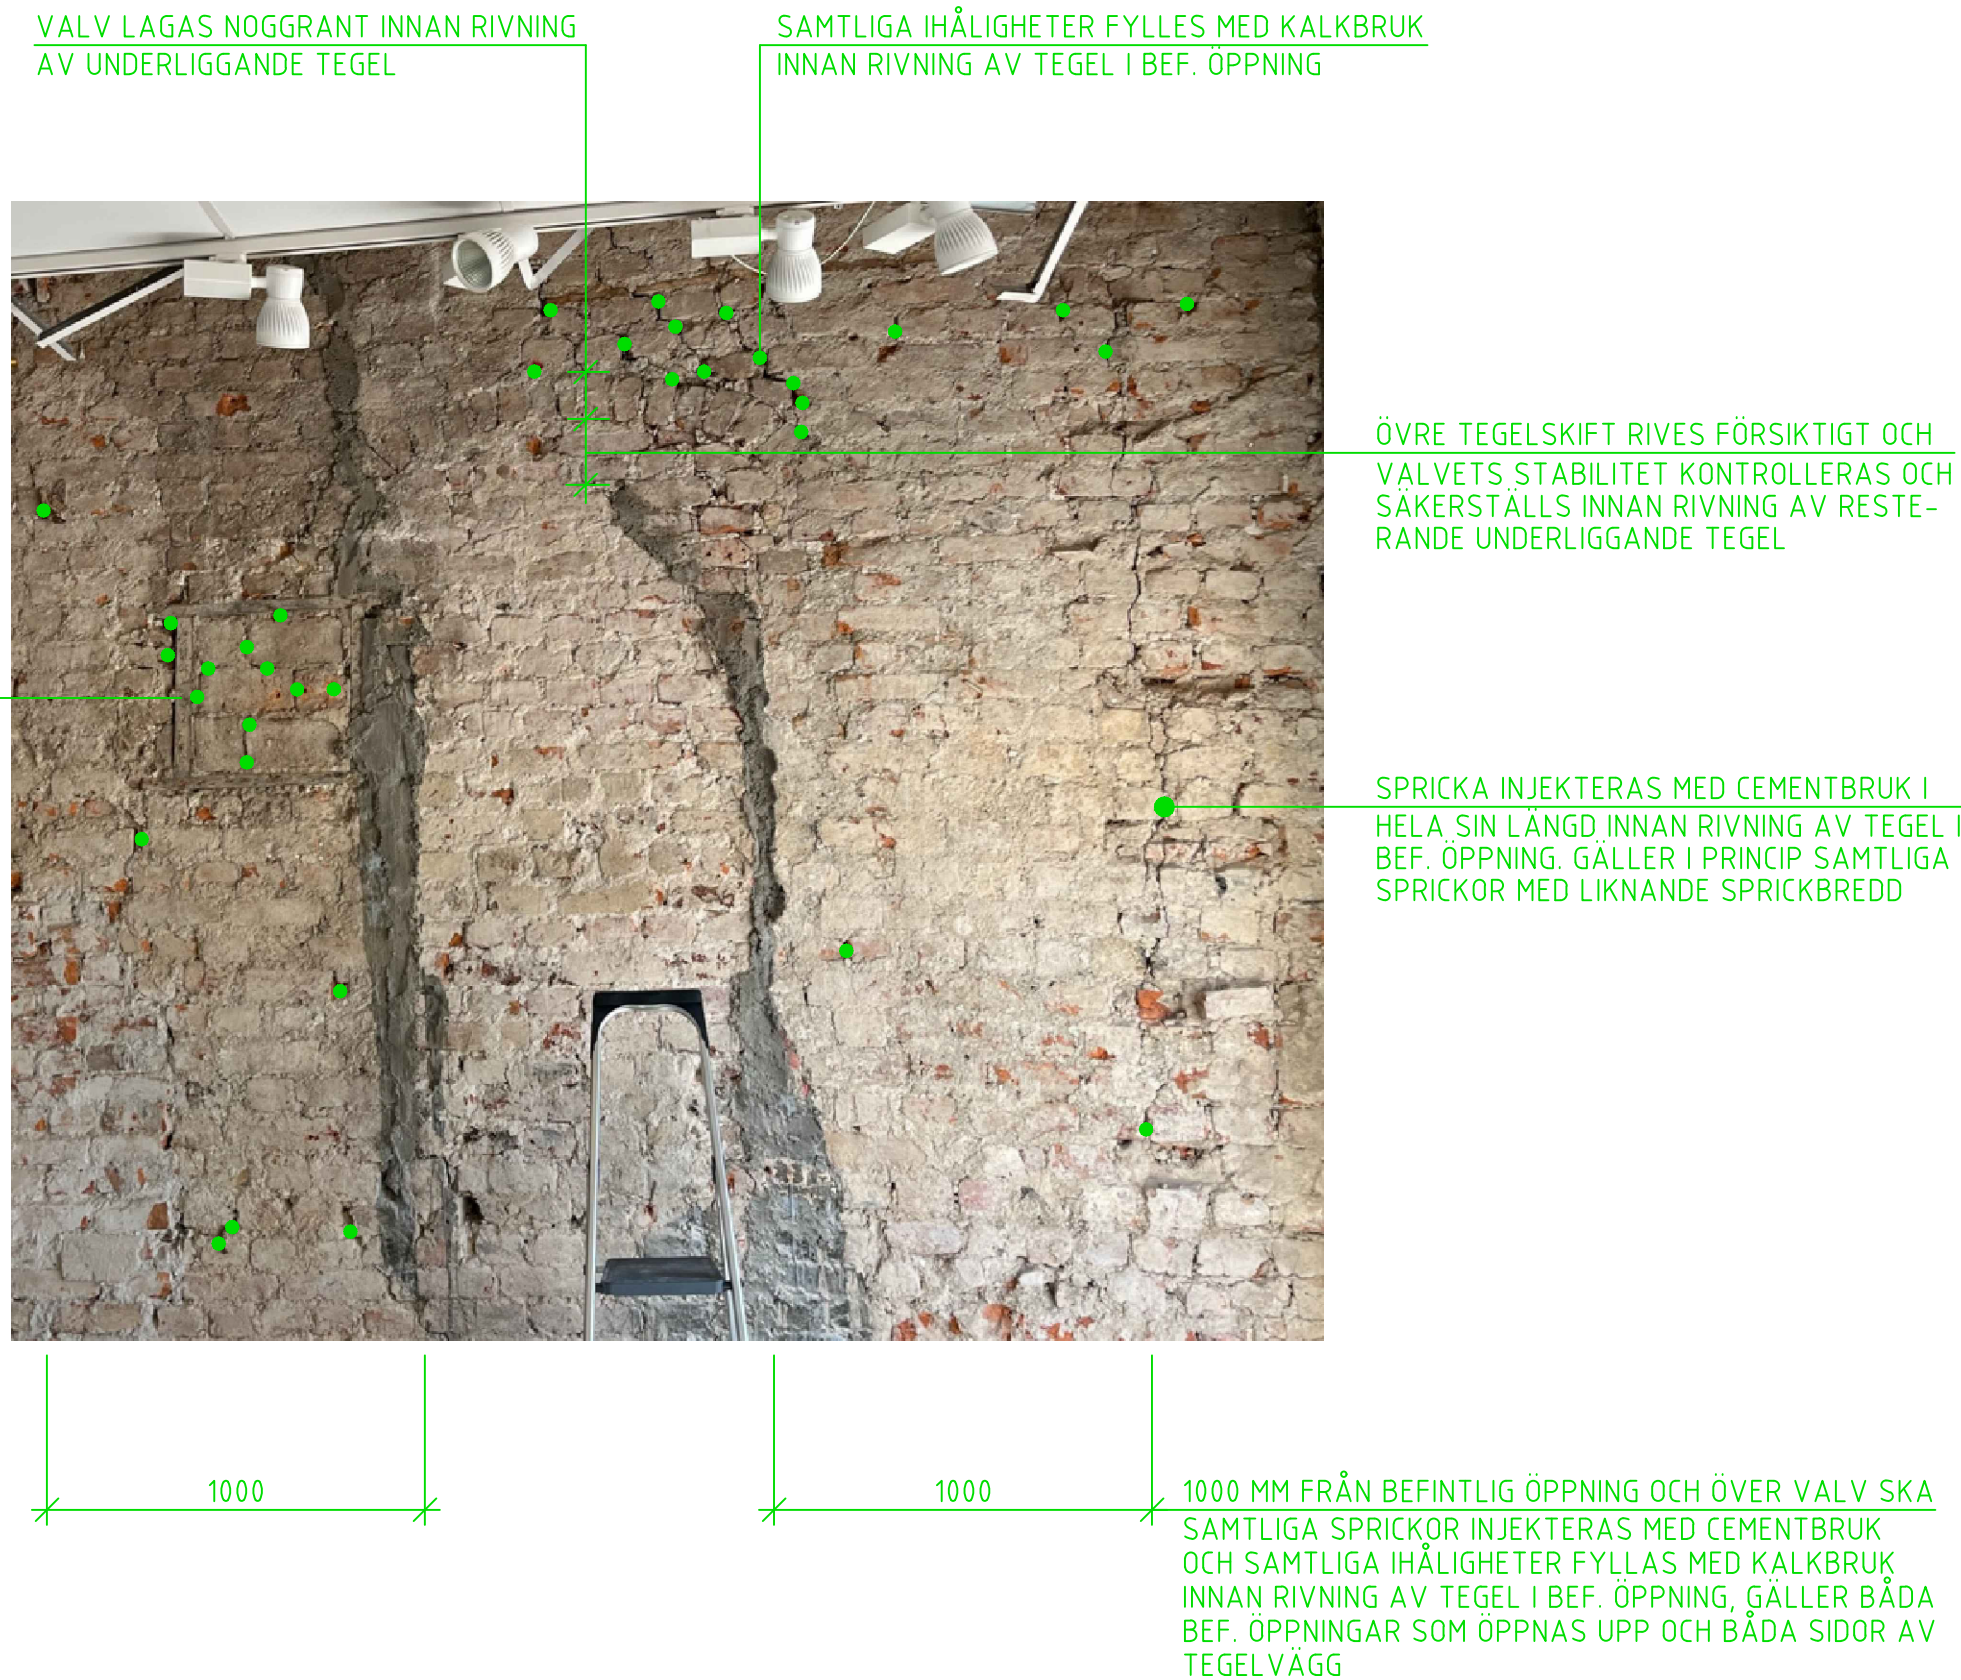 VALV LAGAS NOGGRANT INNAN RIVNING
AV UNDERLIGGANDE TEGEL
SAMTLIGA IHÅLIGHETER FYLLES MED KALKBRUK
INNAN RIVNING AV TEGEL I BEF. ÖPPNING
ÖVRE TEGELSKIFT RIVES FÖRSIKTIGT OCH
VALVETS STABILITET KONTROLLERAS OCH
SÄKERSTÄLLS INNAN RIVNING AV RESTE-
RANDE UNDERLIGGANDE TEGEL
SPRICKA INJEKTERAS MED CEMENTBRUK I
HELA SIN LÄNGD INNAN RIVNING AV TEGEL I
BEF. ÖPPNING. GÄLLER I PRINCIP SAMTLIGA
SPRICKOR MED LIKNANDE SPRICKBREDD
1000
1000
1000 MM FRÅN BEFINTLIG ÖPPNING OCH ÖVER VALV SKA
SAMTLIGA SPRICKOR INJEKTERAS MED CEMENTBRUK
OCH SAMTLIGA IHÅLIGHETER FYLLAS MED KALKBRUK
INNAN RIVNING AV TEGEL I BEF. ÖPPNING, GÄLLER BÅDA
BEF. ÖPPNINGAR SOM ÖPPNAS UPP OCH BÅDA SIDOR AV
TEGELVÄGG